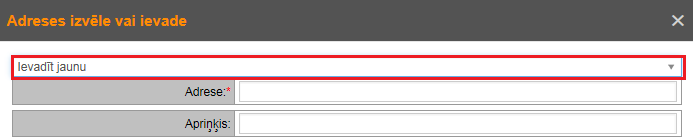 Adreses izvēle vai ievade
Ievadīt jaunu
Adrese:*
Apriņķis: